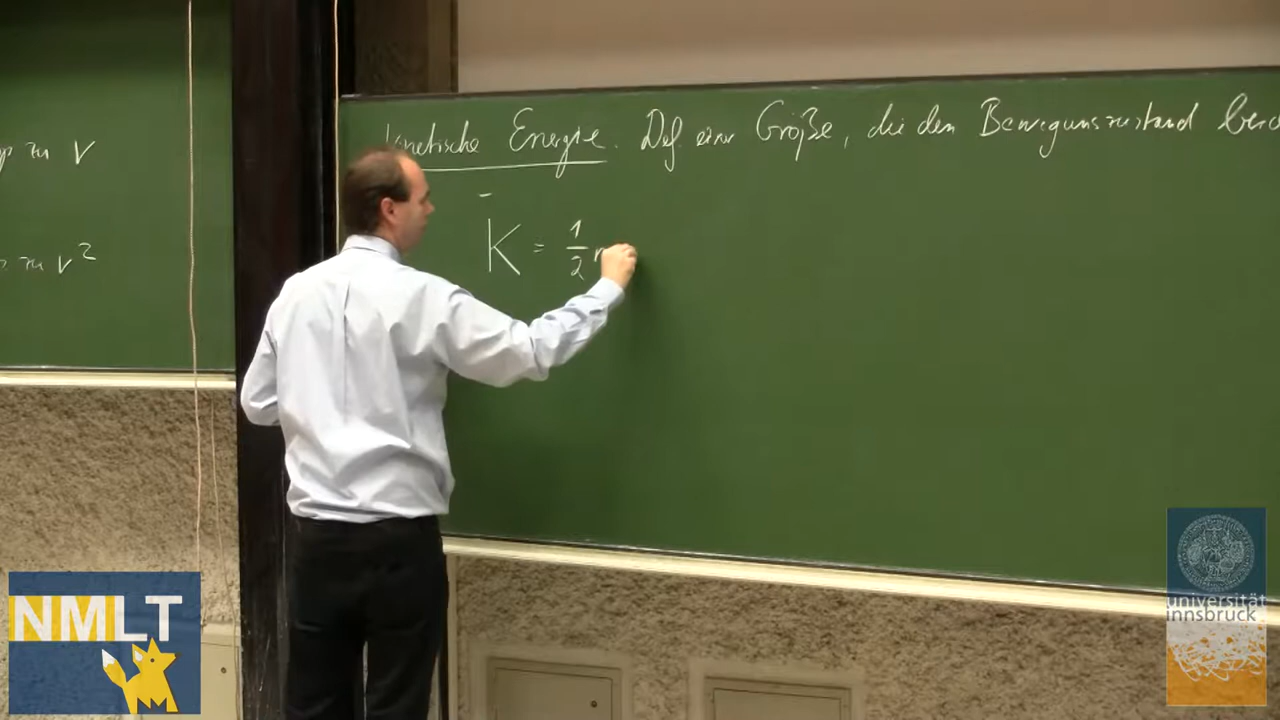 zu v
zu v²
Kinetische Energie. Def. einer Größe, die den Bewegungszustand
K = 1/2 m
NMLT
universität
innsbruck